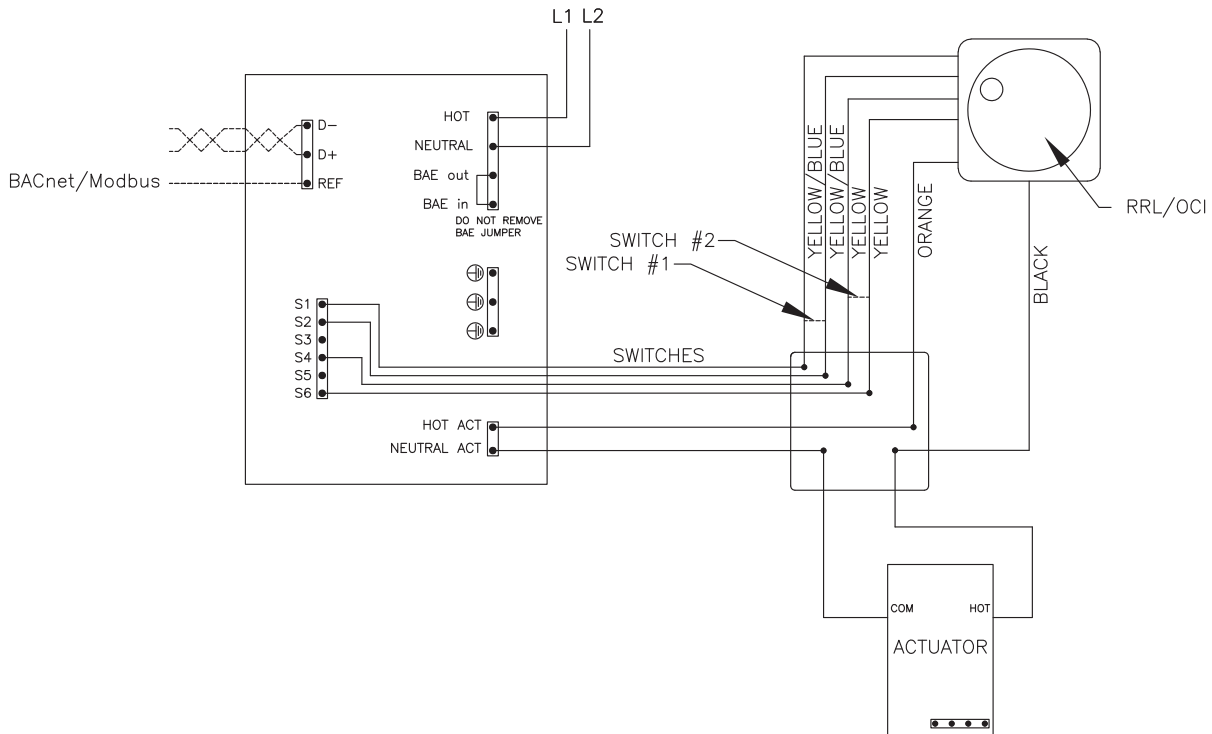 L1 L2
HOT
D-
NEUTRAL
D+
BAE out
BACnet/Modbus
REF
BAE in
DO NOT REMOVE
BAE JUMPER
YELLOW/BLUE
YELLOW/BLUE
YELLOW
YELLOW
ORANGE
BLACK
RRL/OCI
SWITCH #2
SWITCH #1
S1
S2
S3
S4
S5
S6
SWITCHES
HOT ACT
NEUTRAL ACT
COM HOT
ACTUATOR